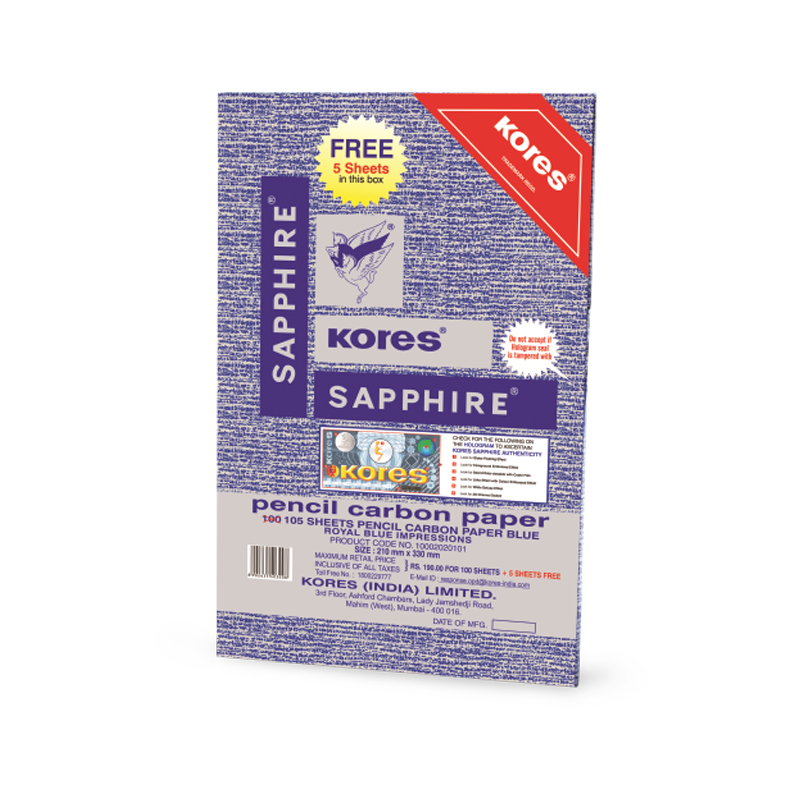 kores®
TRADEMARK REGD.
FREE
5 Sheets
in this box
SAPPHIRE®
®
kores®
Do not accept if
Hologram seal
is tampered with
SAPPHIRE®
kores
kores
CHECK FOR THE FOLLOWING ON
THE HOLOGRAM TO ASCERTAIN
KORES SAPPHIRE AUTHENTICITY
pencil carbon paper
100 105 SHEETS PENCIL CARBON PAPER BLUE
ROYAL BLUE IMPRESSIONS
PRODUCT CODE NO. 10002020101
SIZE : 210 mm x 330 mm
MAXIMUM RETAIL PRICE
INCLUSIVE OF ALL TAXES } RS. 190.00 FOR 100 SHEETS + 5 SHEETS FREE
Toll Free No. : 1800229777 E-Mail ID : response.opd@kores-india.com
KORES (INDIA) LIMITED.
3rd Floor, Ashford Chambers, Lady Jamshedji Road,
Mahim (West), Mumbai - 400 016.
DATE OF MFG.